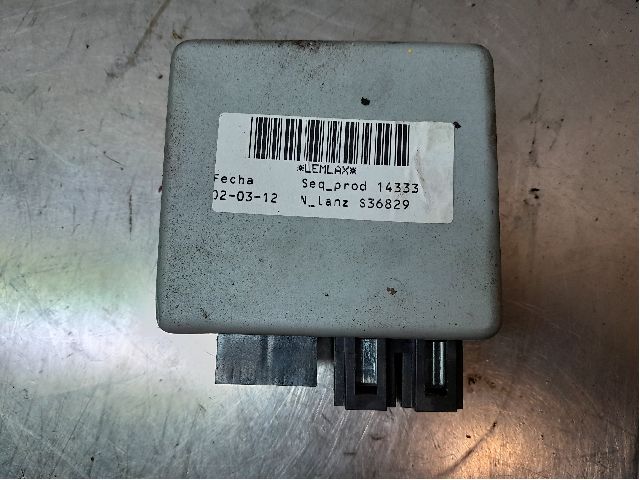 *LEMLAX*
Fecha Seq_prod 14333
02-03-12 N_lanz S36829